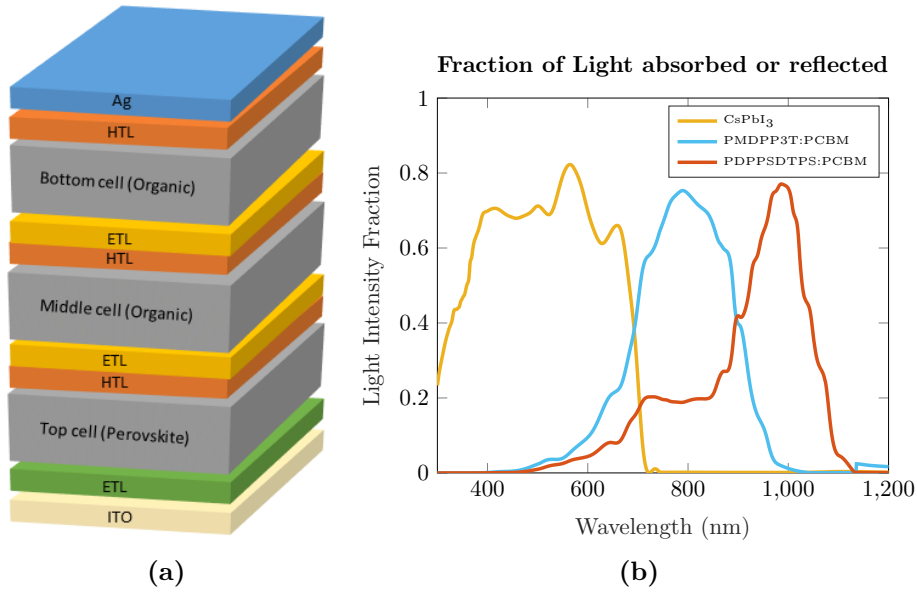 Ag
HTL
Bottom cell (Organic)
ETL
HTL
Middle cell (Organic)
ETL
HTL
Top cell (Perovskite)
ETL
ITO
(a)
Fraction of Light absorbed or reflected
CsPbI₃
PMDPP3T:PCBM
PDPPSDTPS:PCBM
Light Intensity Fraction
1
0.8
0.6
0.4
0.2
0
400 600 800 1,000 1,200
Wavelength (nm)
(b)